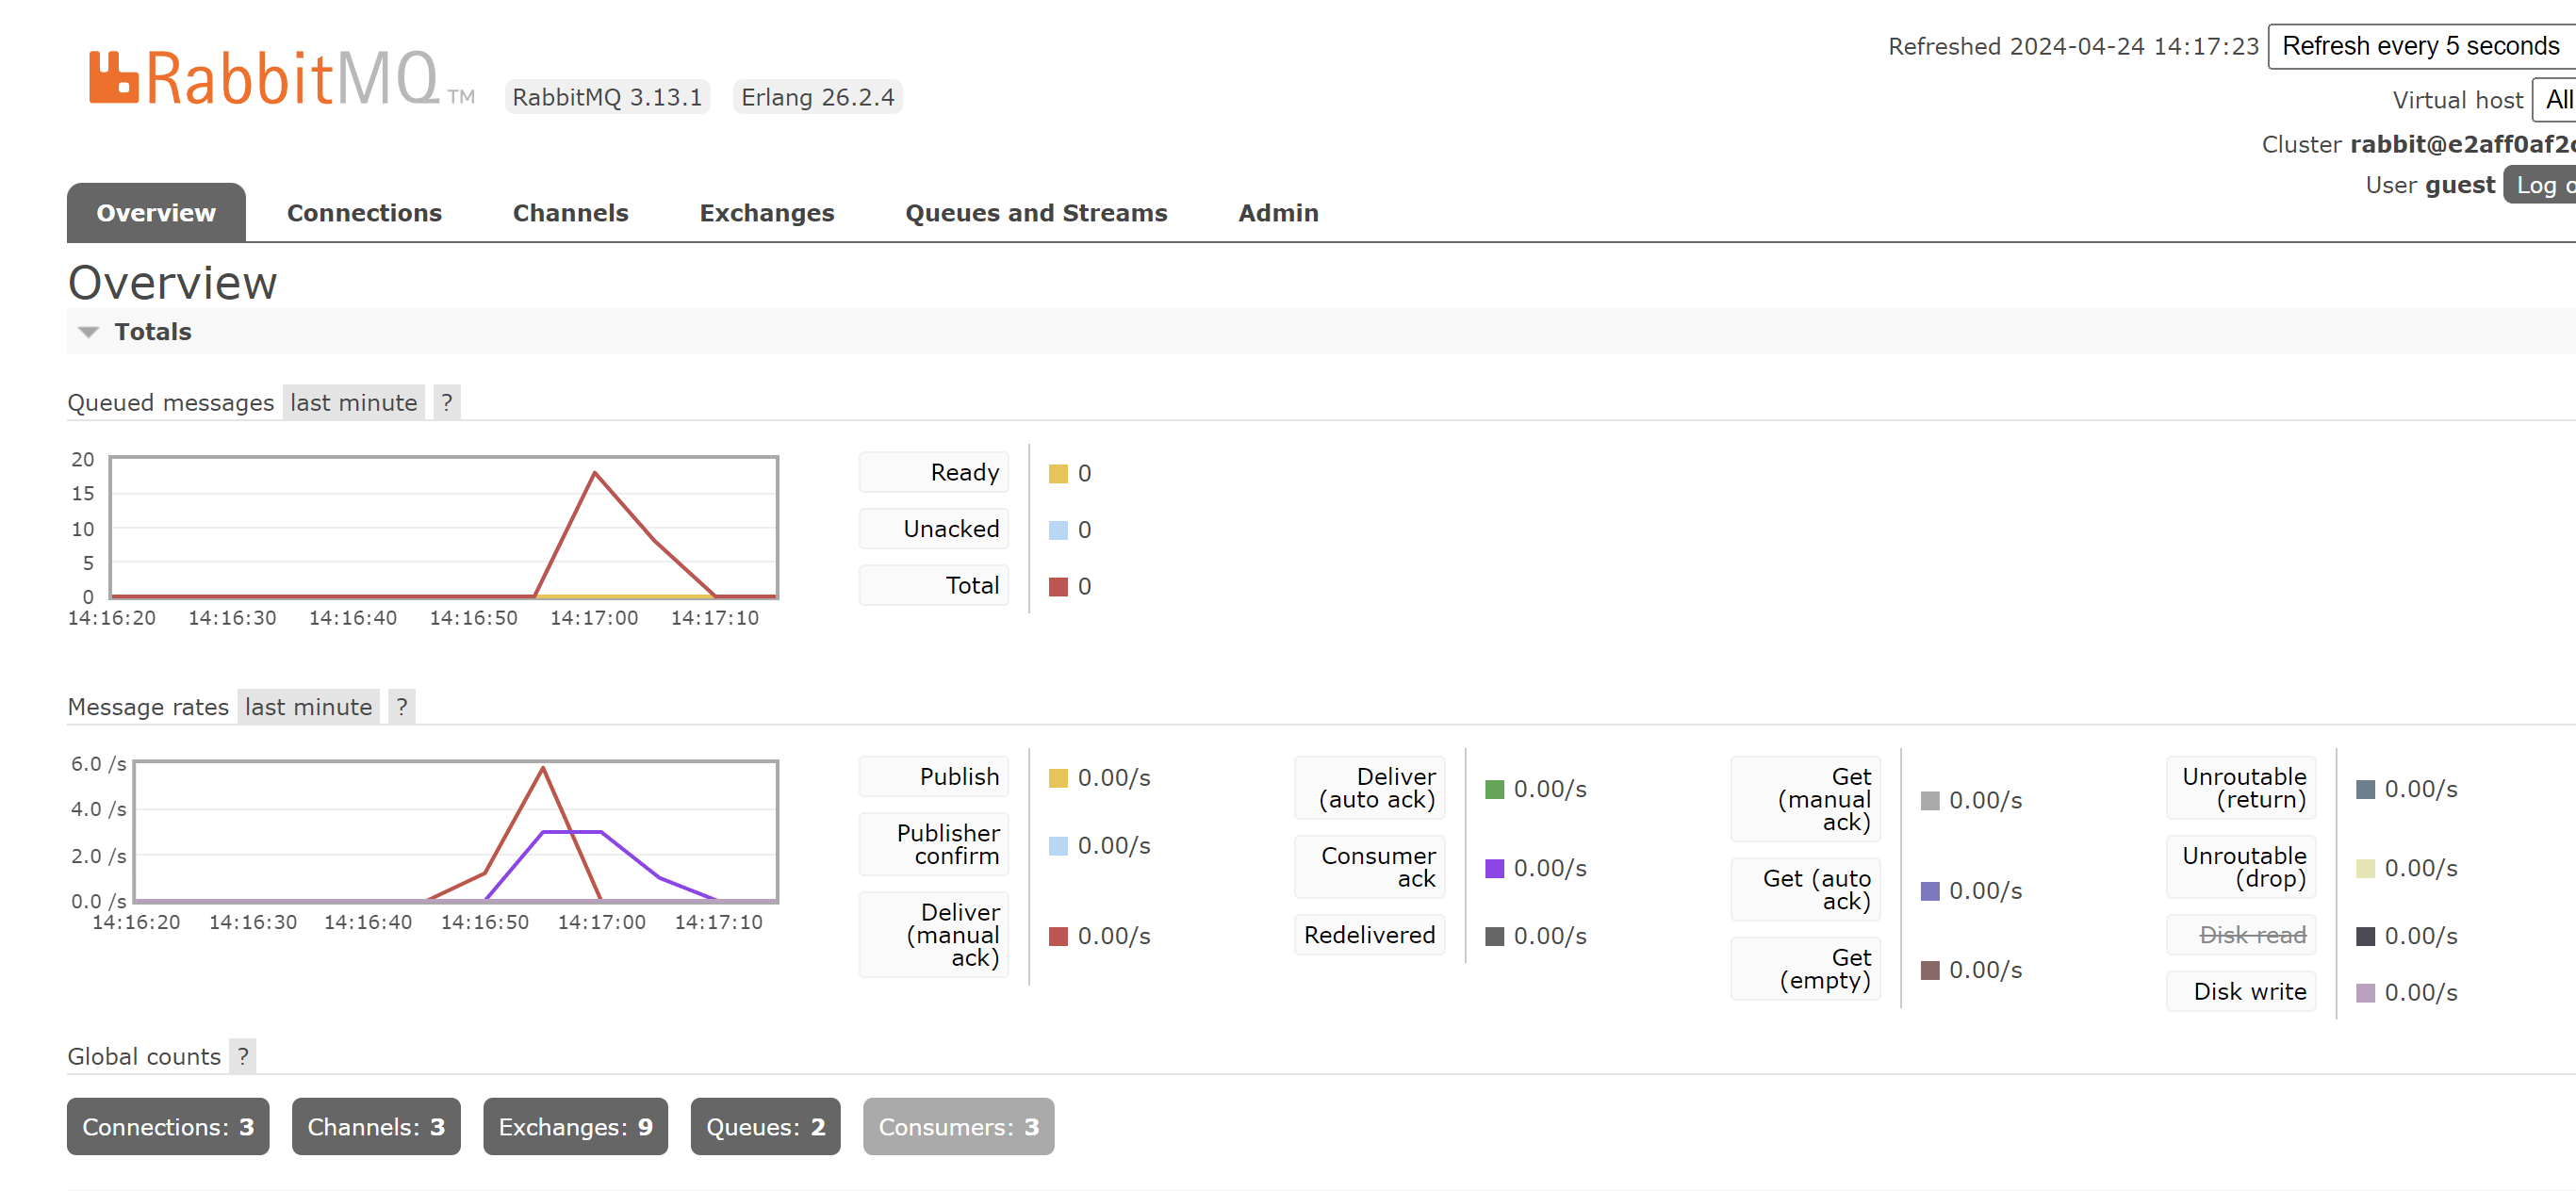 Refreshed 2024-04-24 14:17:23 Refresh every 5 seconds
RabbitMQ TM RabbitMQ 3.13.1 Erlang 26.2.4
Virtual host All
Cluster rabbit@e2aff0af2
User guest Log o
Overview Connections Channels Exchanges Queues and Streams Admin
Overview
Totals
Queued messages last minute ?
20
15
10
5
0
14:16:20 14:16:30 14:16:40 14:16:50 14:17:00 14:17:10
Ready 0
Unacked 0
Total 0
Message rates last minute ?
6.0 /s
4.0 /s
2.0 /s
0.0 /s
14:16:20 14:16:30 14:16:40 14:16:50 14:17:00 14:17:10
Publish 0.00/s
Publisher
confirm 0.00/s
Deliver
(manual
ack) 0.00/s
Deliver
(auto ack) 0.00/s
Consumer
ack 0.00/s
Redelivered 0.00/s
Get
(manual
ack) 0.00/s
Get (auto
ack) 0.00/s
Get
(empty) 0.00/s
Unroutable
(return) 0.00/s
Unroutable
(drop) 0.00/s
Disk read 0.00/s
Disk write 0.00/s
Global counts ?
Connections: 3 Channels: 3 Exchanges: 9 Queues: 2 Consumers: 3